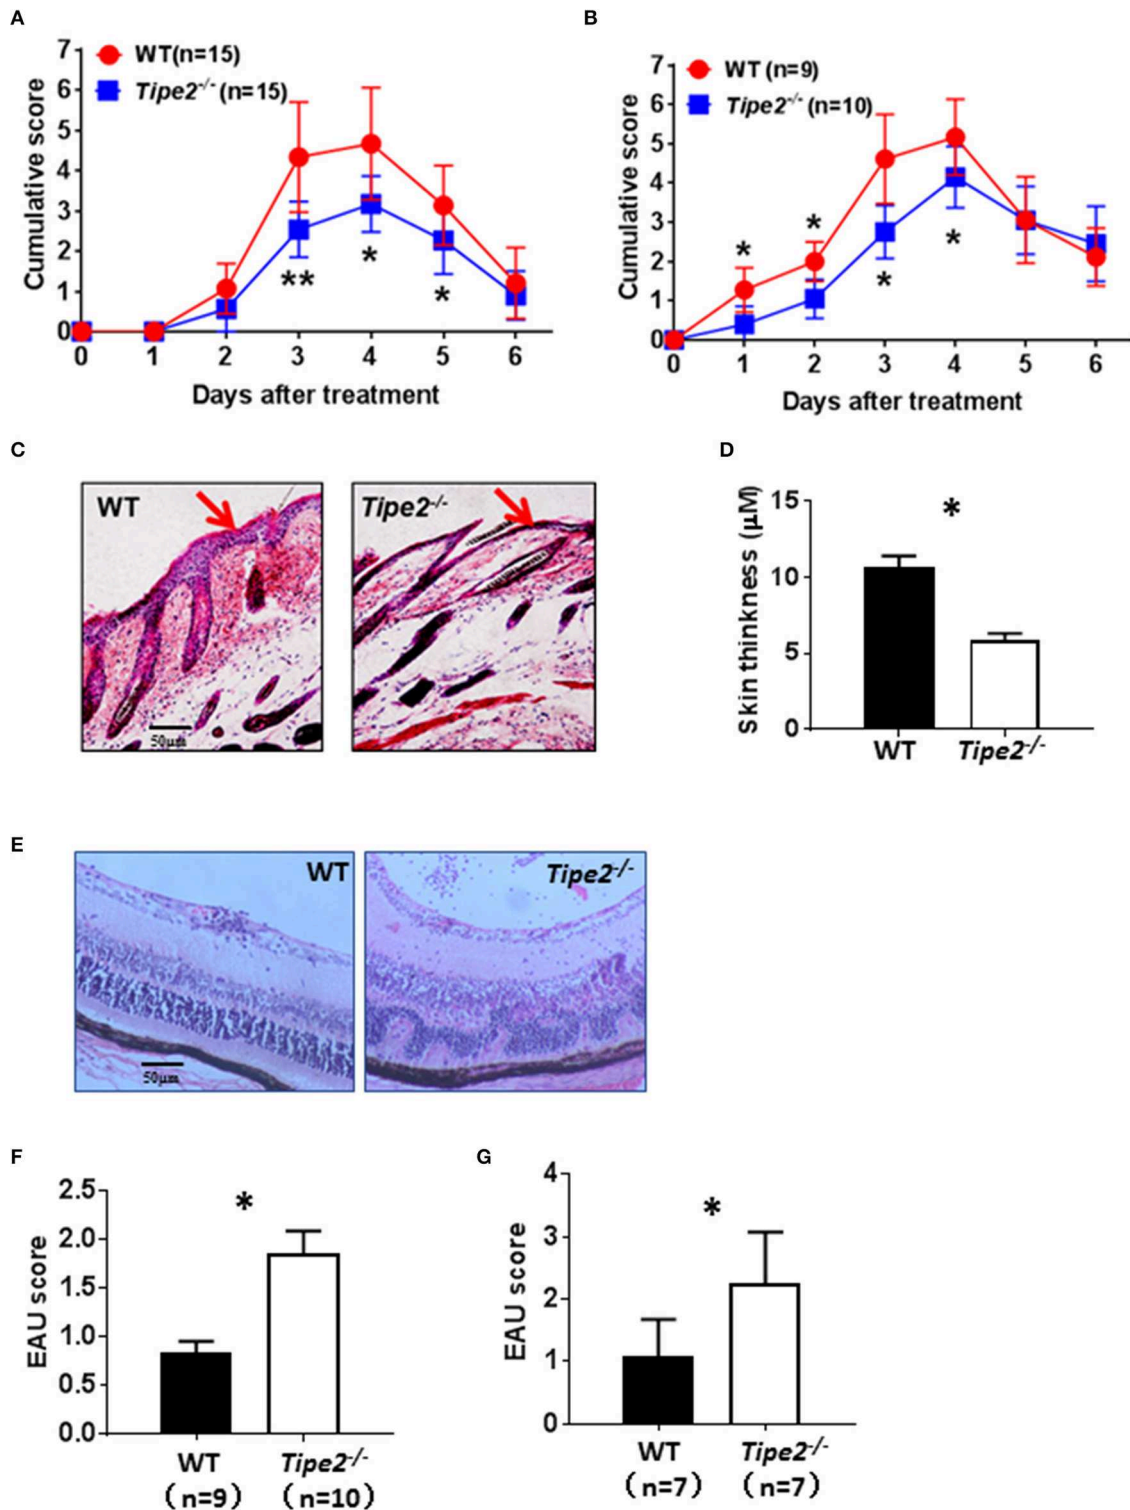 A
B
WT(n=15)
Tipe2-/- (n=15)
Cumulative score
7
6
5
4
3
2
1
0
**
*
*
0 1 2 3 4 5 6
Days after treatment
WT (n=9)
Tipe2-/- (n=10)
Cumulative score
7
6
5
4
3
2
1
0
*
*
*
*
0 1 2 3 4 5 6
Days after treatment
C
WT
50μm
Tipe2-/-
D
Skin thinkness (μM)
15
10
5
0
*
WT Tipe2-/-
E
WT
50μm
Tipe2-/-
F
EAU score
2.5
2.0
1.5
1.0
0.5
0.0
*
WT Tipe2-/-
(n=9) (n=10)
G
EAU score
4
3
2
1
0
*
WT Tipe2-/-
(n=7) (n=7)